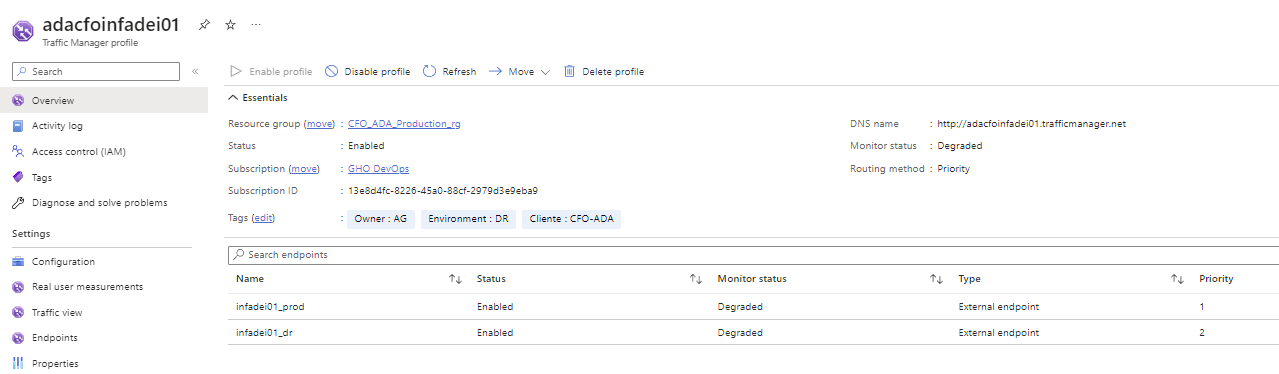 adacfoinfadei01 ...
Traffic Manager profile
Search «
Enable profile Disable profile Refresh Move Delete profile
Overview
Activity log
Access control (IAM)
Tags
Diagnose and solve problems
Settings
Configuration
Real user measurements
Traffic view
Endpoints
Properties
Essentials
Resource group (move) : CFO_ADA_Production_rg
Status : Enabled
Subscription (move) : GHO DevOps
Subscription ID : 13e8d4fc-8226-45a0-88cf-2979d3e9eba9
Tags (edit) : Owner : AG Environment : DR Cliente : CFO-ADA
DNS name : http://adacfoinfadei01.trafficmanager.net
Monitor status : Degraded
Routing method : Priority
Search endpoints
Name Status Monitor status Type Priority
infadei01_prod Enabled Degraded External endpoint 1
infadei01_dr Enabled Degraded External endpoint 2